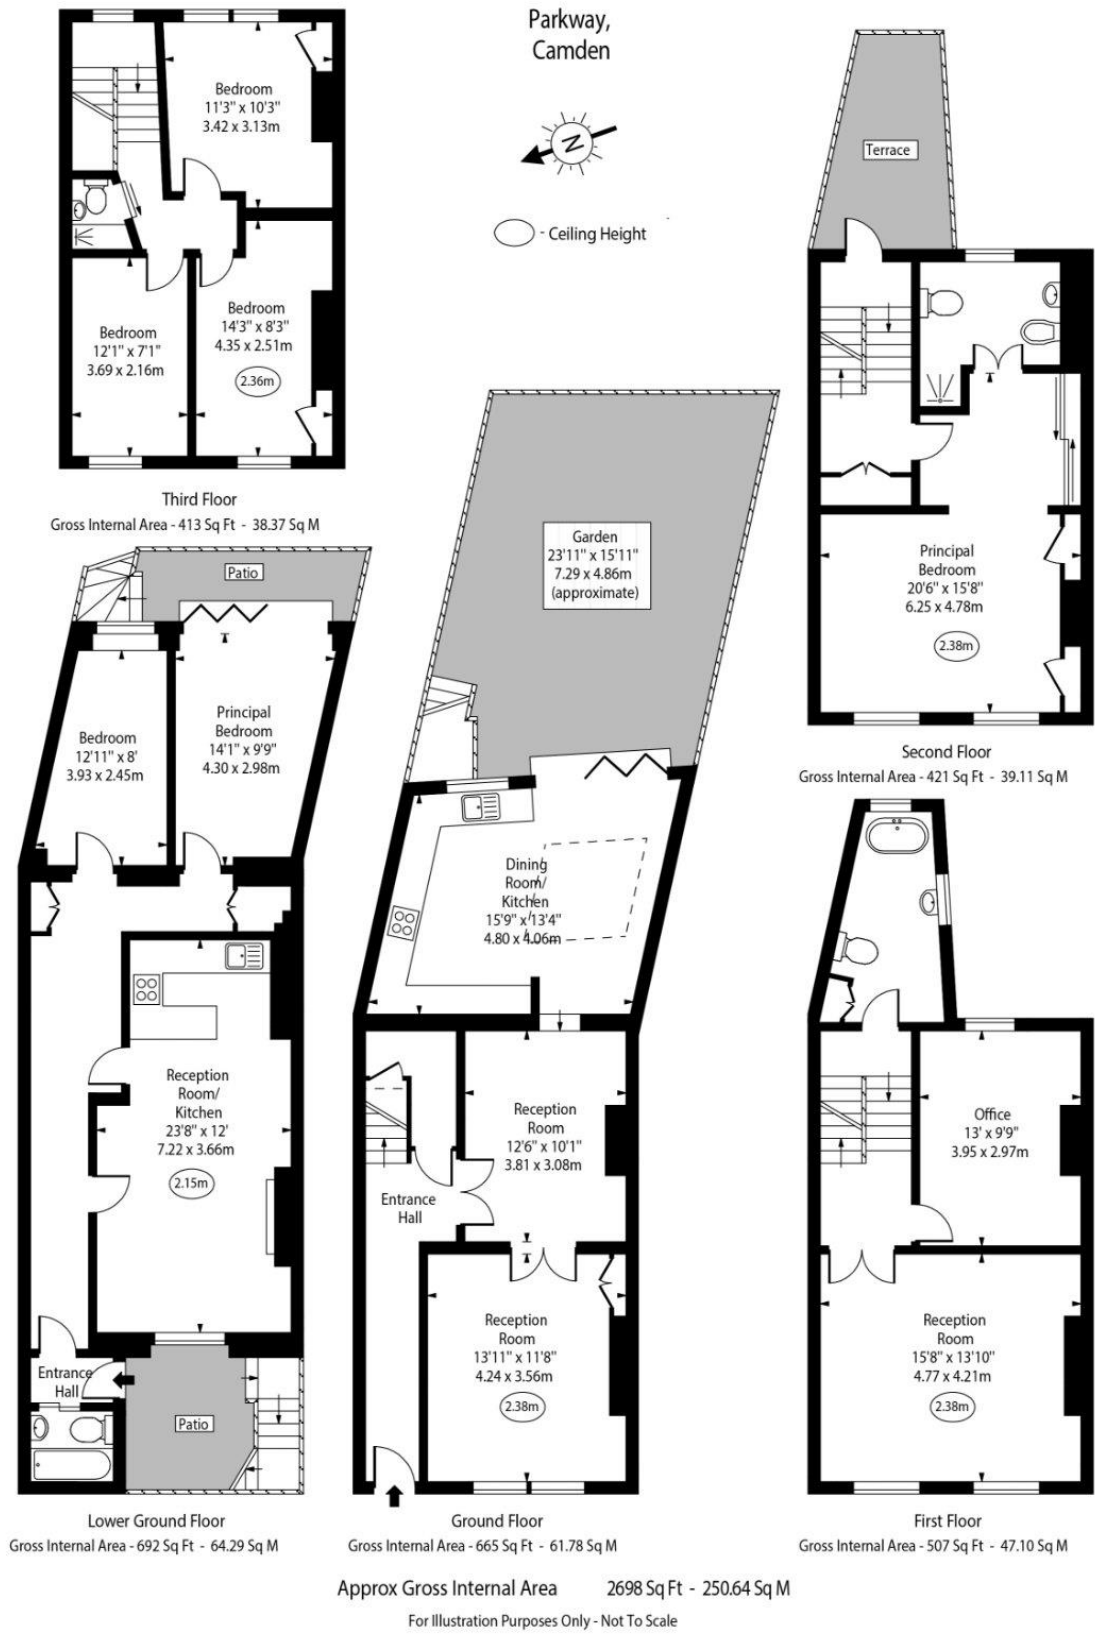 Parkway,
Camden
N
- Ceiling Height
Bedroom
11'3" x 10'3"
3.42 x 3.13m
Bedroom
12'1" x 7'1"
3.69 x 2.16m
Bedroom
14'3" x 8'3"
4.35 x 2.51m
2.36m
Third Floor
Gross Internal Area - 413 Sq Ft - 38.37 Sq M
Terrace
Principal
Bedroom
20'6" x 15'8"
6.25 x 4.78m
2.38m
Second Floor
Gross Internal Area - 421 Sq Ft - 39.11 Sq M
Patio
Bedroom
12'11" x 8'
3.93 x 2.45m
Principal
Bedroom
14'1" x 9'9"
4.30 x 2.98m
Reception
Room/
Kitchen
23'8" x 12'
7.22 x 3.66m
2.15m
Entrance
Hall
Patio
Lower Ground Floor
Gross Internal Area - 692 Sq Ft - 64.29 Sq M
Garden
23'11" x 15'11"
7.29 x 4.86m
(approximate)
Dining
Room/
Kitchen
15'9" x 13'4"
4.80 x 4.06m
Reception
Room
12'6" x 10'1"
3.81 x 3.08m
Entrance
Hall
Reception
Room
13'11" x 11'8"
4.24 x 3.56m
2.38m
Ground Floor
Gross Internal Area - 665 Sq Ft - 61.78 Sq M
Office
13' x 9'9"
3.95 x 2.97m
Reception
Room
15'8" x 13'10"
4.77 x 4.21m
2.38m
First Floor
Gross Internal Area - 507 Sq Ft - 47.10 Sq M
Approx Gross Internal Area 2698 Sq Ft - 250.64 Sq M
For Illustration Purposes Only - Not To Scale